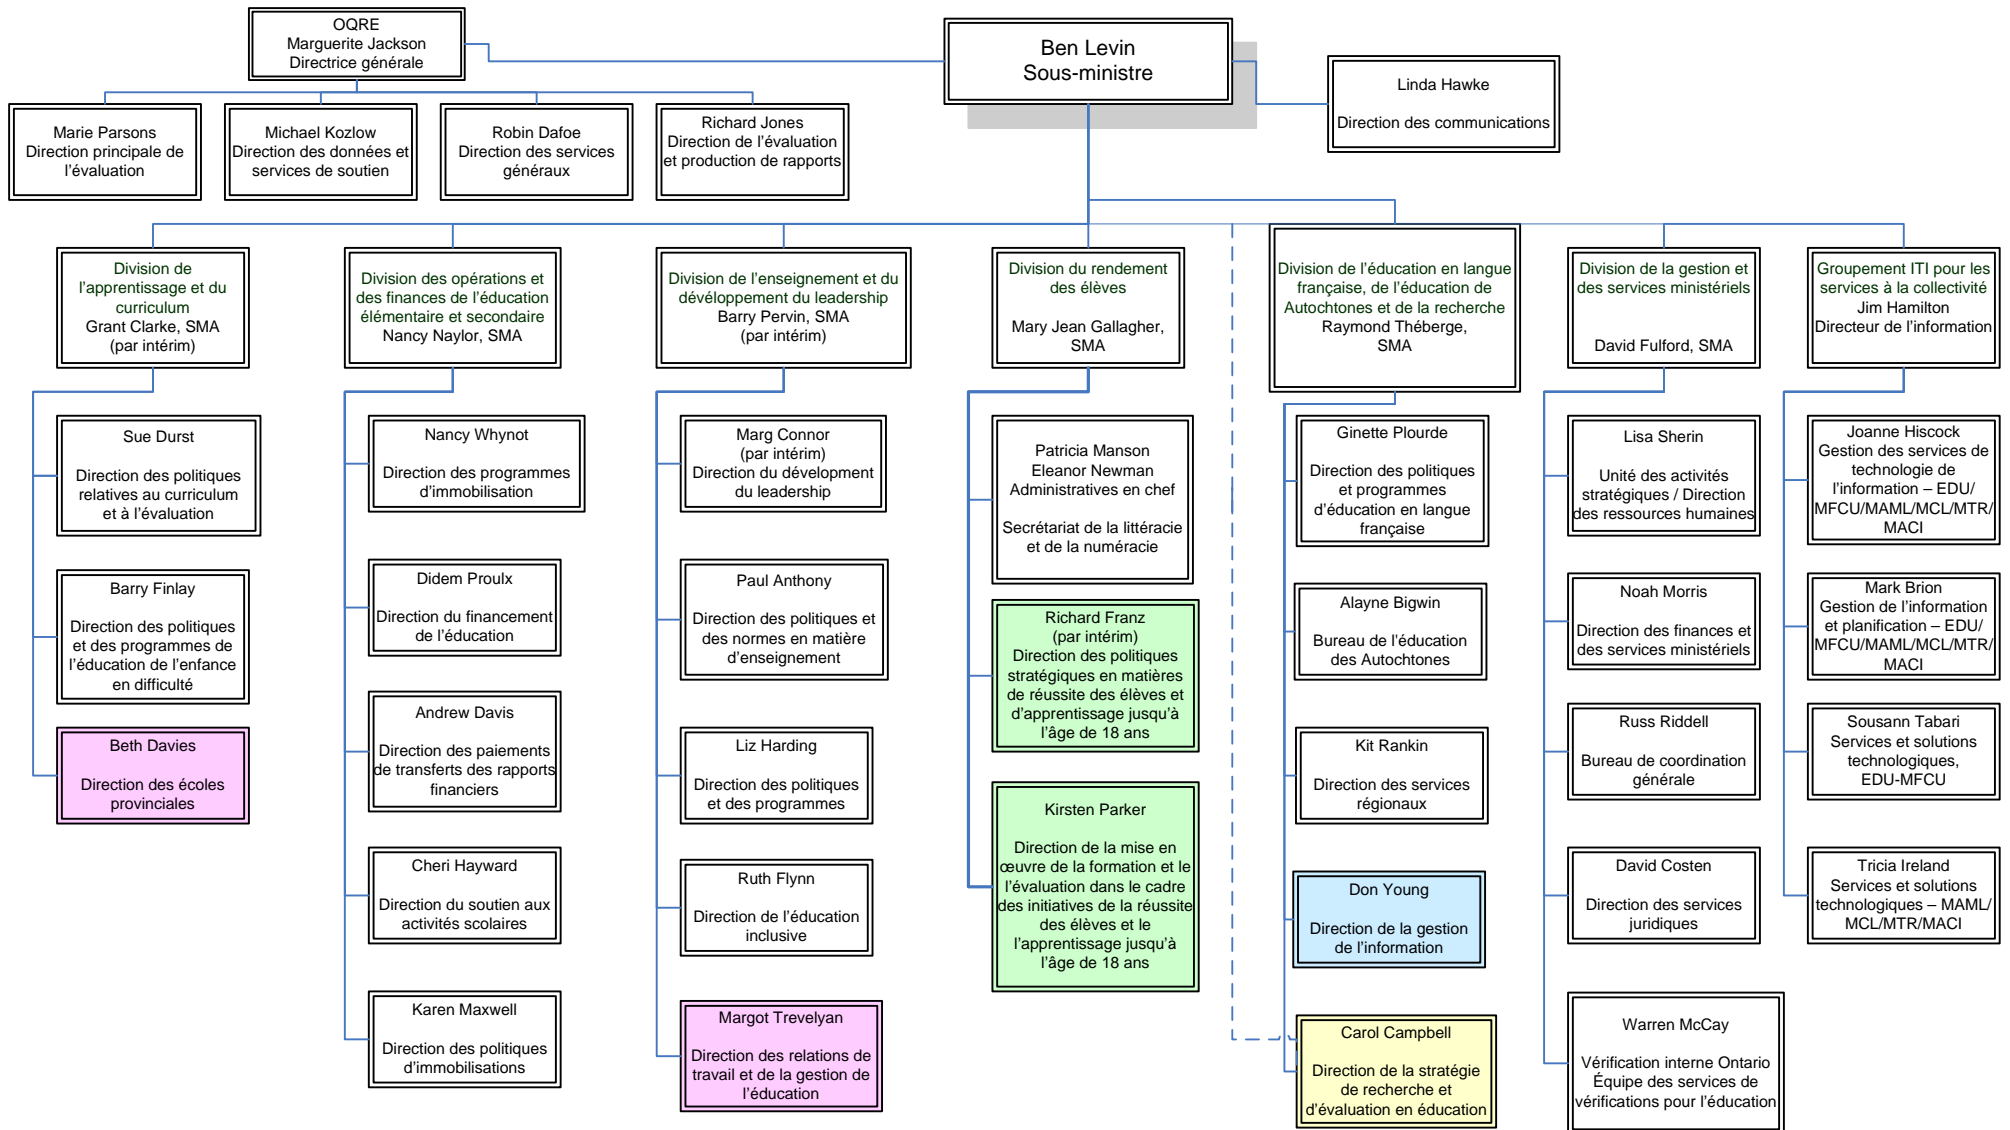 OQRE
Marguerite Jackson
Directrice générale
Ben Levin
Sous-ministre
Linda Hawke
Direction des communications
Marie Parsons
Direction principale de
l'évaluation
Michael Kozlow
Direction des données et
services de soutien
Robin Dafoe
Direction des services
généraux
Richard Jones
Direction de l'évaluation
et production de rapports
Division de
l'apprentissage et du
curriculum
Grant Clarke, SMA
(par intérim)
Division des opérations et
des finances de l'éducation
élémentaire et secondaire
Nancy Naylor, SMA
Division de l'enseignement et du
dévéloppement du leadership
Barry Pervin, SMA
(par intérim)
Division du rendement
des élèves
Mary Jean Gallagher,
SMA
Division de l'éducation en langue
française, de l'éducation de
Autochtones et de la recherche
Raymond Théberge,
SMA
Division de la gestion et
des services ministériels
David Fulford, SMA
Groupement ITI pour les
services à la collectivité
Jim Hamilton
Directeur de l'information
Sue Durst
Direction des politiques
relatives au curriculum
et à l'évaluation
Barry Finlay
Direction des politiques
et des programmes de
l'éducation de l'enfance
en difficulté
Beth Davies
Direction des écoles
provinciales
Nancy Whynot
Direction des programmes
d'immobilisation
Didem Proulx
Direction du financement
de l'éducation
Andrew Davis
Direction des paiements
de transferts des rapports
financiers
Cheri Hayward
Direction du soutien aux
activités scolaires
Karen Maxwell
Direction des politiques
d'immobilisations
Marg Connor
(par intérim)
Direction du dévelopment
du leadership
Paul Anthony
Direction des politiques et
des normes en matière
d'enseignement
Liz Harding
Direction des politiques
et des programmes
Ruth Flynn
Direction de l'éducation
inclusive
Margot Trevelyan
Direction des relations de
travail et de la gestion de
l'éducation
Patricia Manson
Eleanor Newman
Administratives en chef
Secrétariat de la littéracie
et de la numéracie
Richard Franz
(par intérim)
Direction des politiques
stratégiques en matières
de réussite des élèves et
d'apprentissage jusqu'à
l'âge de 18 ans
Kirsten Parker
Direction de la mise en
œuvre de la formation et le
l'évaluation dans le cadre
des initiatives de la réussite
des élèves et le
l'apprentissage jusqu'à
l'âge de 18 ans
Ginette Plourde
Direction des politiques
et programmes
d'éducation en langue
française
Alayne Bigwin
Bureau de l'éducation
des Autochtones
Kit Rankin
Direction des services
régionaux
Don Young
Direction de la gestion
de l'information
Carol Campbell
Direction de la stratégie
de recherche et
d'évaluation en éducation
Lisa Sherin
Unité des activités
stratégiques / Direction
des ressources humaines
Noah Morris
Direction des finances et
des services ministériels
Russ Riddell
Bureau de coordination
générale
David Costen
Direction des services
juridiques
Warren McCay
Vérification interne Ontario
Équipe des services de
vérifications pour l'éducation
Joanne Hiscock
Gestion des services de
technologie de
l'information – EDU/
MFCU/MAML/MCL/MTR/
MACI
Mark Brion
Gestion de l'information
et planification – EDU/
MFCU/MAML/MCL/MTR/
MACI
Sousann Tabari
Services et solutions
technologiques,
EDU-MFCU
Tricia Ireland
Services et solutions
technologiques – MAML/
MCL/MTR/MACI